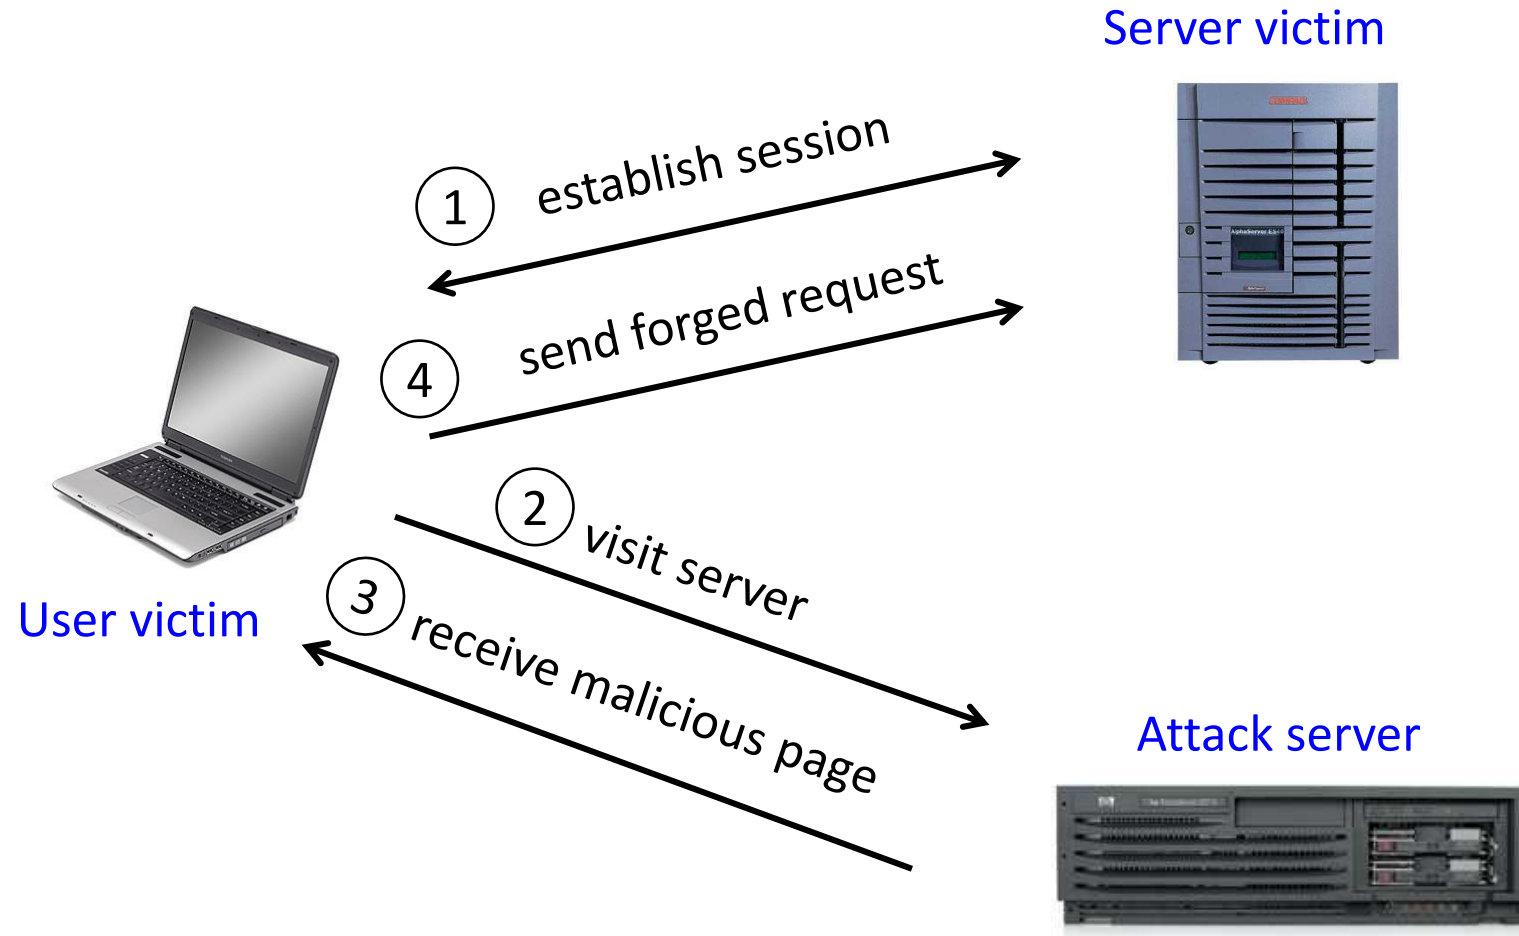 Server victim
1 establish session
4 send forged request
2 visit server
3 receive malicious page
User victim
Attack server